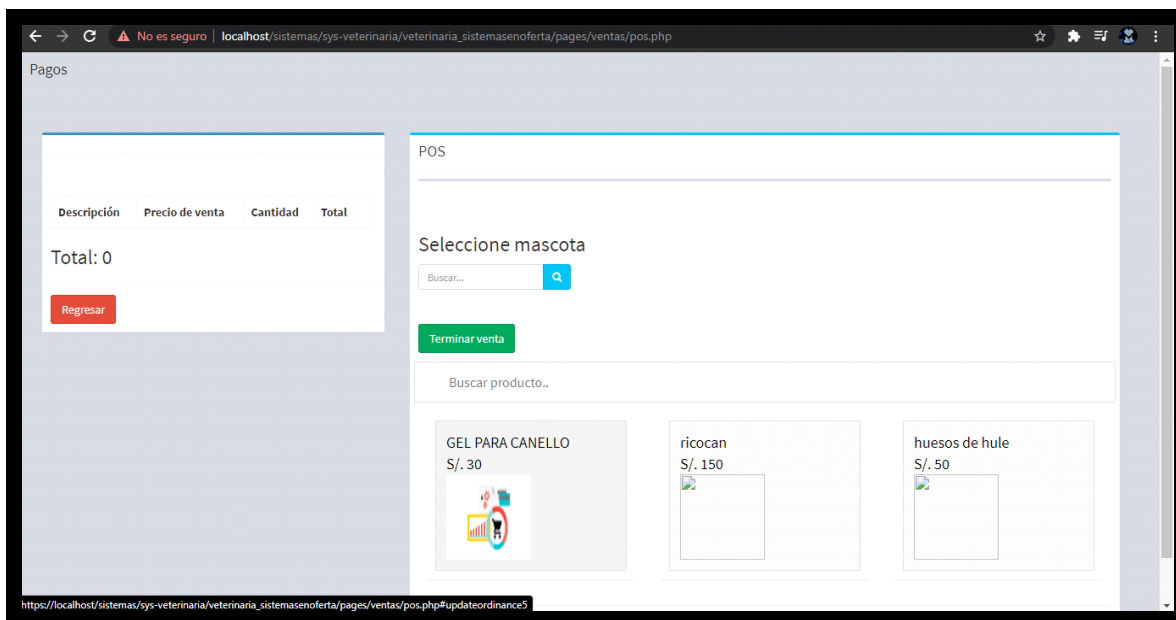 No es seguro | localhost/sistemas/sys-veterinaria/veterinaria_sistemasenoferta/pages/ventas/pos.php
Pagos
Descripción Precio de venta Cantidad Total
Total: 0
Regresar
POS
Seleccione mascota
Buscar...
Terminar venta
Buscar producto..
GEL PARA CANELLO
S/. 30
ricocan
S/. 150
huesos de hule
S/. 50
https://localhost/sistemas/sys-veterinaria/veterinaria_sistemasenoferta/pages/ventas/pos.php#updateordinance5